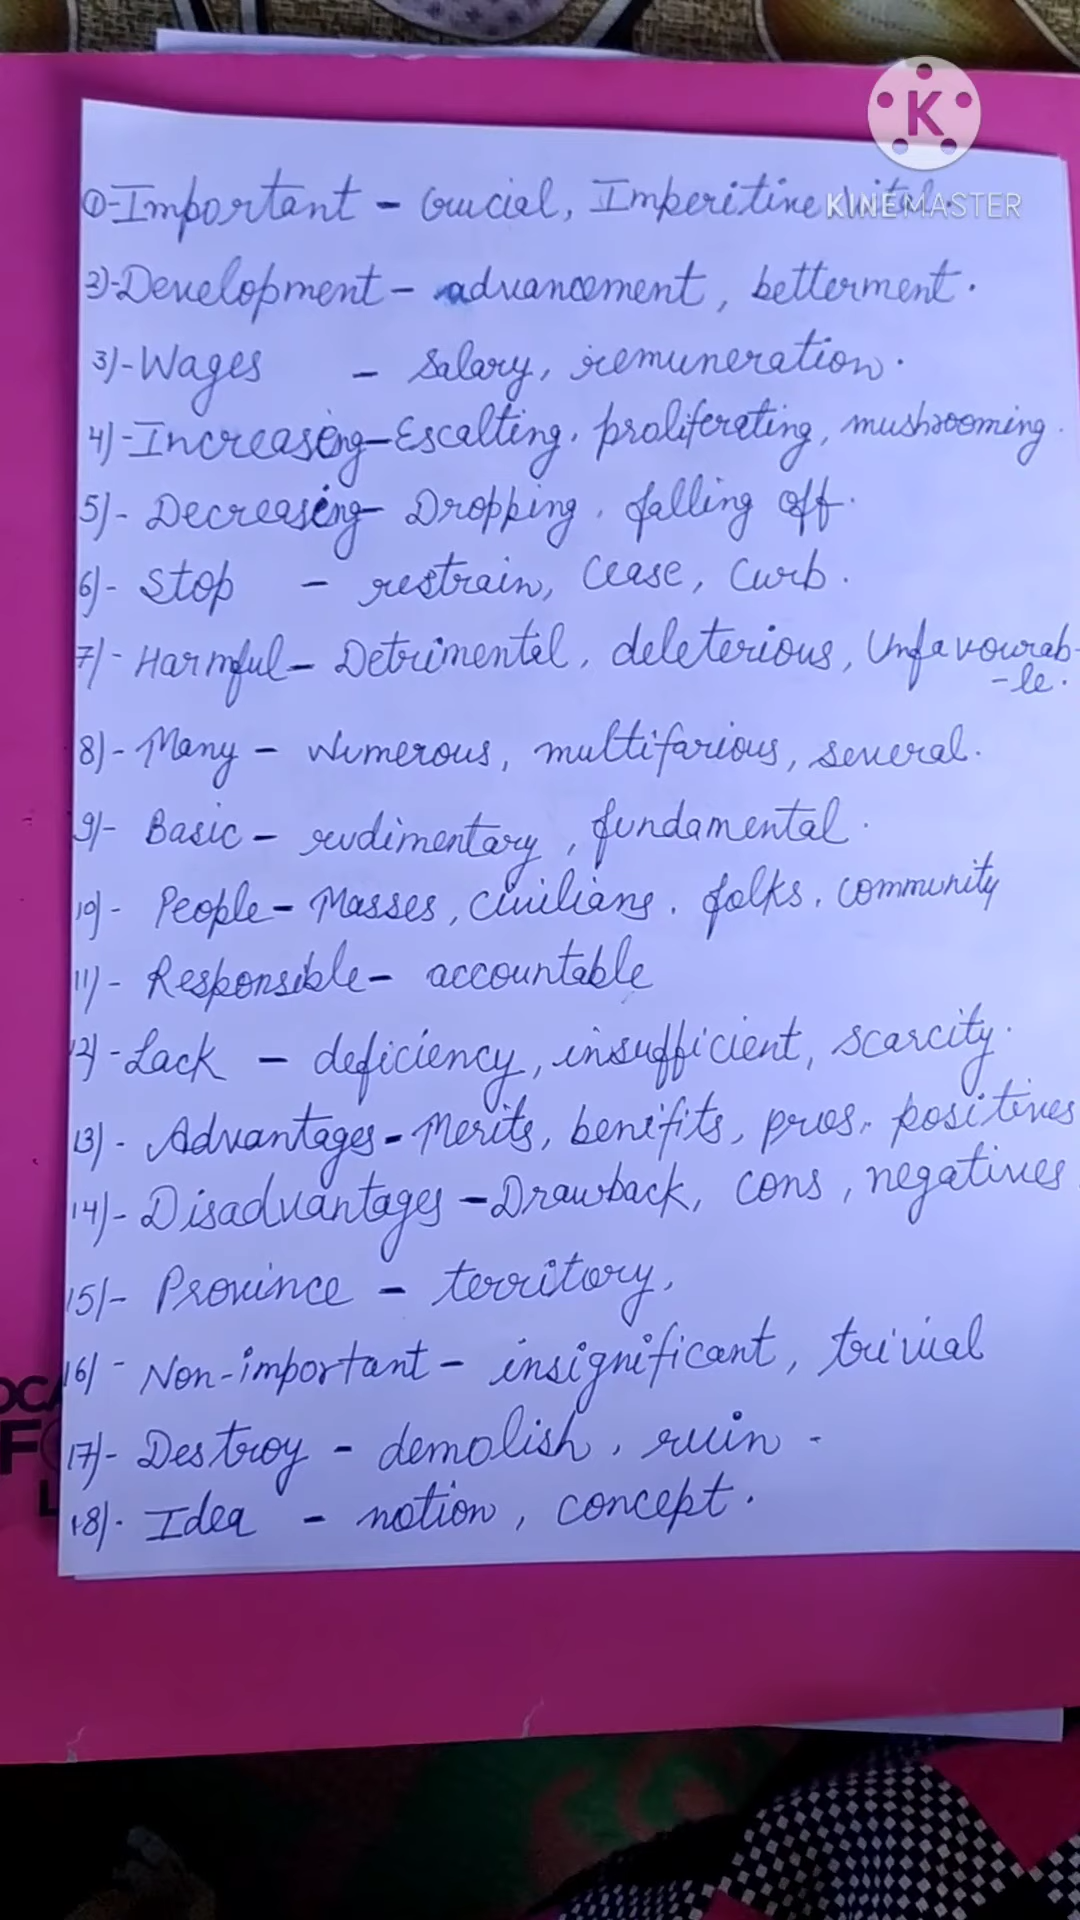 K
KINEMASTER
1)-Important - Crucial, Imperitine vital.
2)-Development - advancement, betterment.
3)-Wages - Salary, remuneration.
4)-Increasing-Escalting, proliferating, mushrooming.
5)- Decreasing- Dropping, falling off.
6)- Stop - restrain, Cease, Curb.
7)- Harmful- Detrimental, deleterious, Unfavourab-
-le.
8)- Many - Numerous, multifarious, several.
9)- Basic - rudimentary, fundamental.
10)- People- Masses, civilians, folks, community
11)- Responsible- accountable
12)-Lack - deficiency, insufficient, scarcity.
13)- Advantages- Merits, benifits, pros, positives
14)- Disadvantages -Drawback, cons, negatives.
15)- Province - territory,
16)- Non-important - insignificant, trivial
17)- Destroy - demolish, ruin -
18)- Idea - notion, concept.